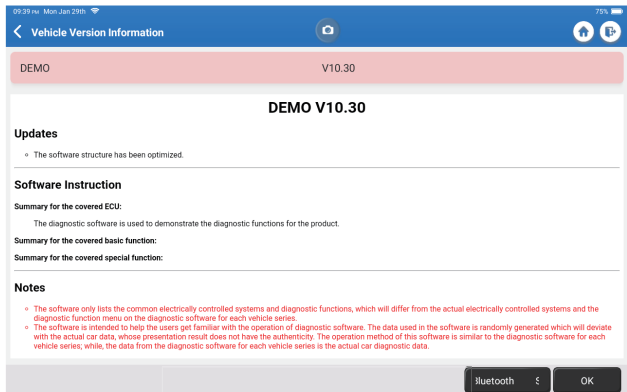 09:39 PM Mon Jan 29th 75%
Vehicle Version Information
DEMO V10.30
DEMO V10.30
Updates
The software structure has been optimized.
Software Instruction
Summary for the covered ECU:
The diagnostic software is used to demonstrate the diagnostic functions for the product.
Summary for the covered basic function:
Summary for the covered special function:
Notes
The software only lists the common electrically controlled systems and diagnostic functions, which will differ from the actual electrically controlled systems and the
diagnostic function menu on the diagnostic software for each vehicle series.
The software is intended to help the users get familiar with the operation of diagnostic software. The data used in the software is randomly generated which will deviate
with the actual car data, whose presentation result does not have the authenticity. The operation method of this software is similar to the diagnostic software for each
vehicle series; while, the data from the diagnostic software for each vehicle series is the actual car diagnostic data.
S OK